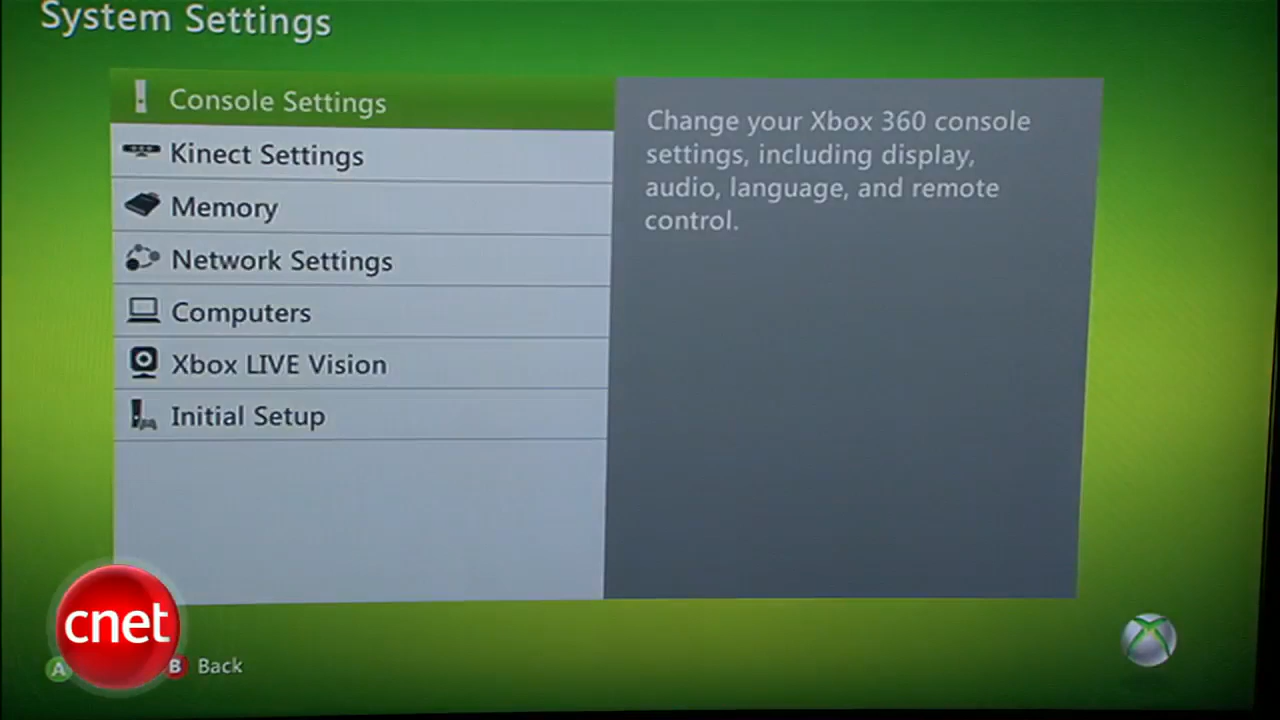 System Settings
Console Settings
Kinect Settings
Memory
Network Settings
Computers
Xbox LIVE Vision
Initial Setup
Change your Xbox 360 console
settings, including display,
audio, language, and remote
control.
cnet
A
B Back